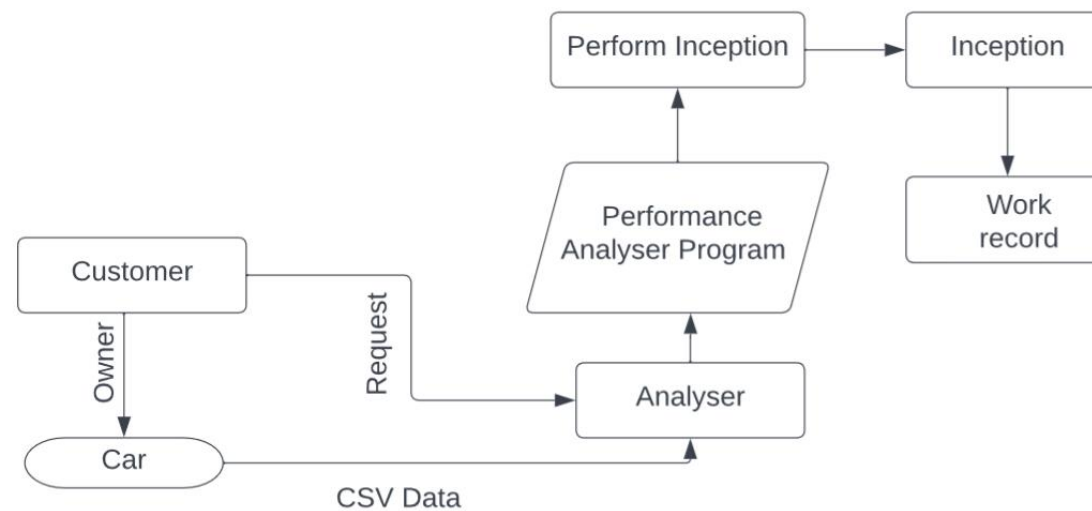 Perform Inception
Inception
Performance
Analyser Program
Work
record
Customer
Owner
Request
Analyser
Car
CSV Data